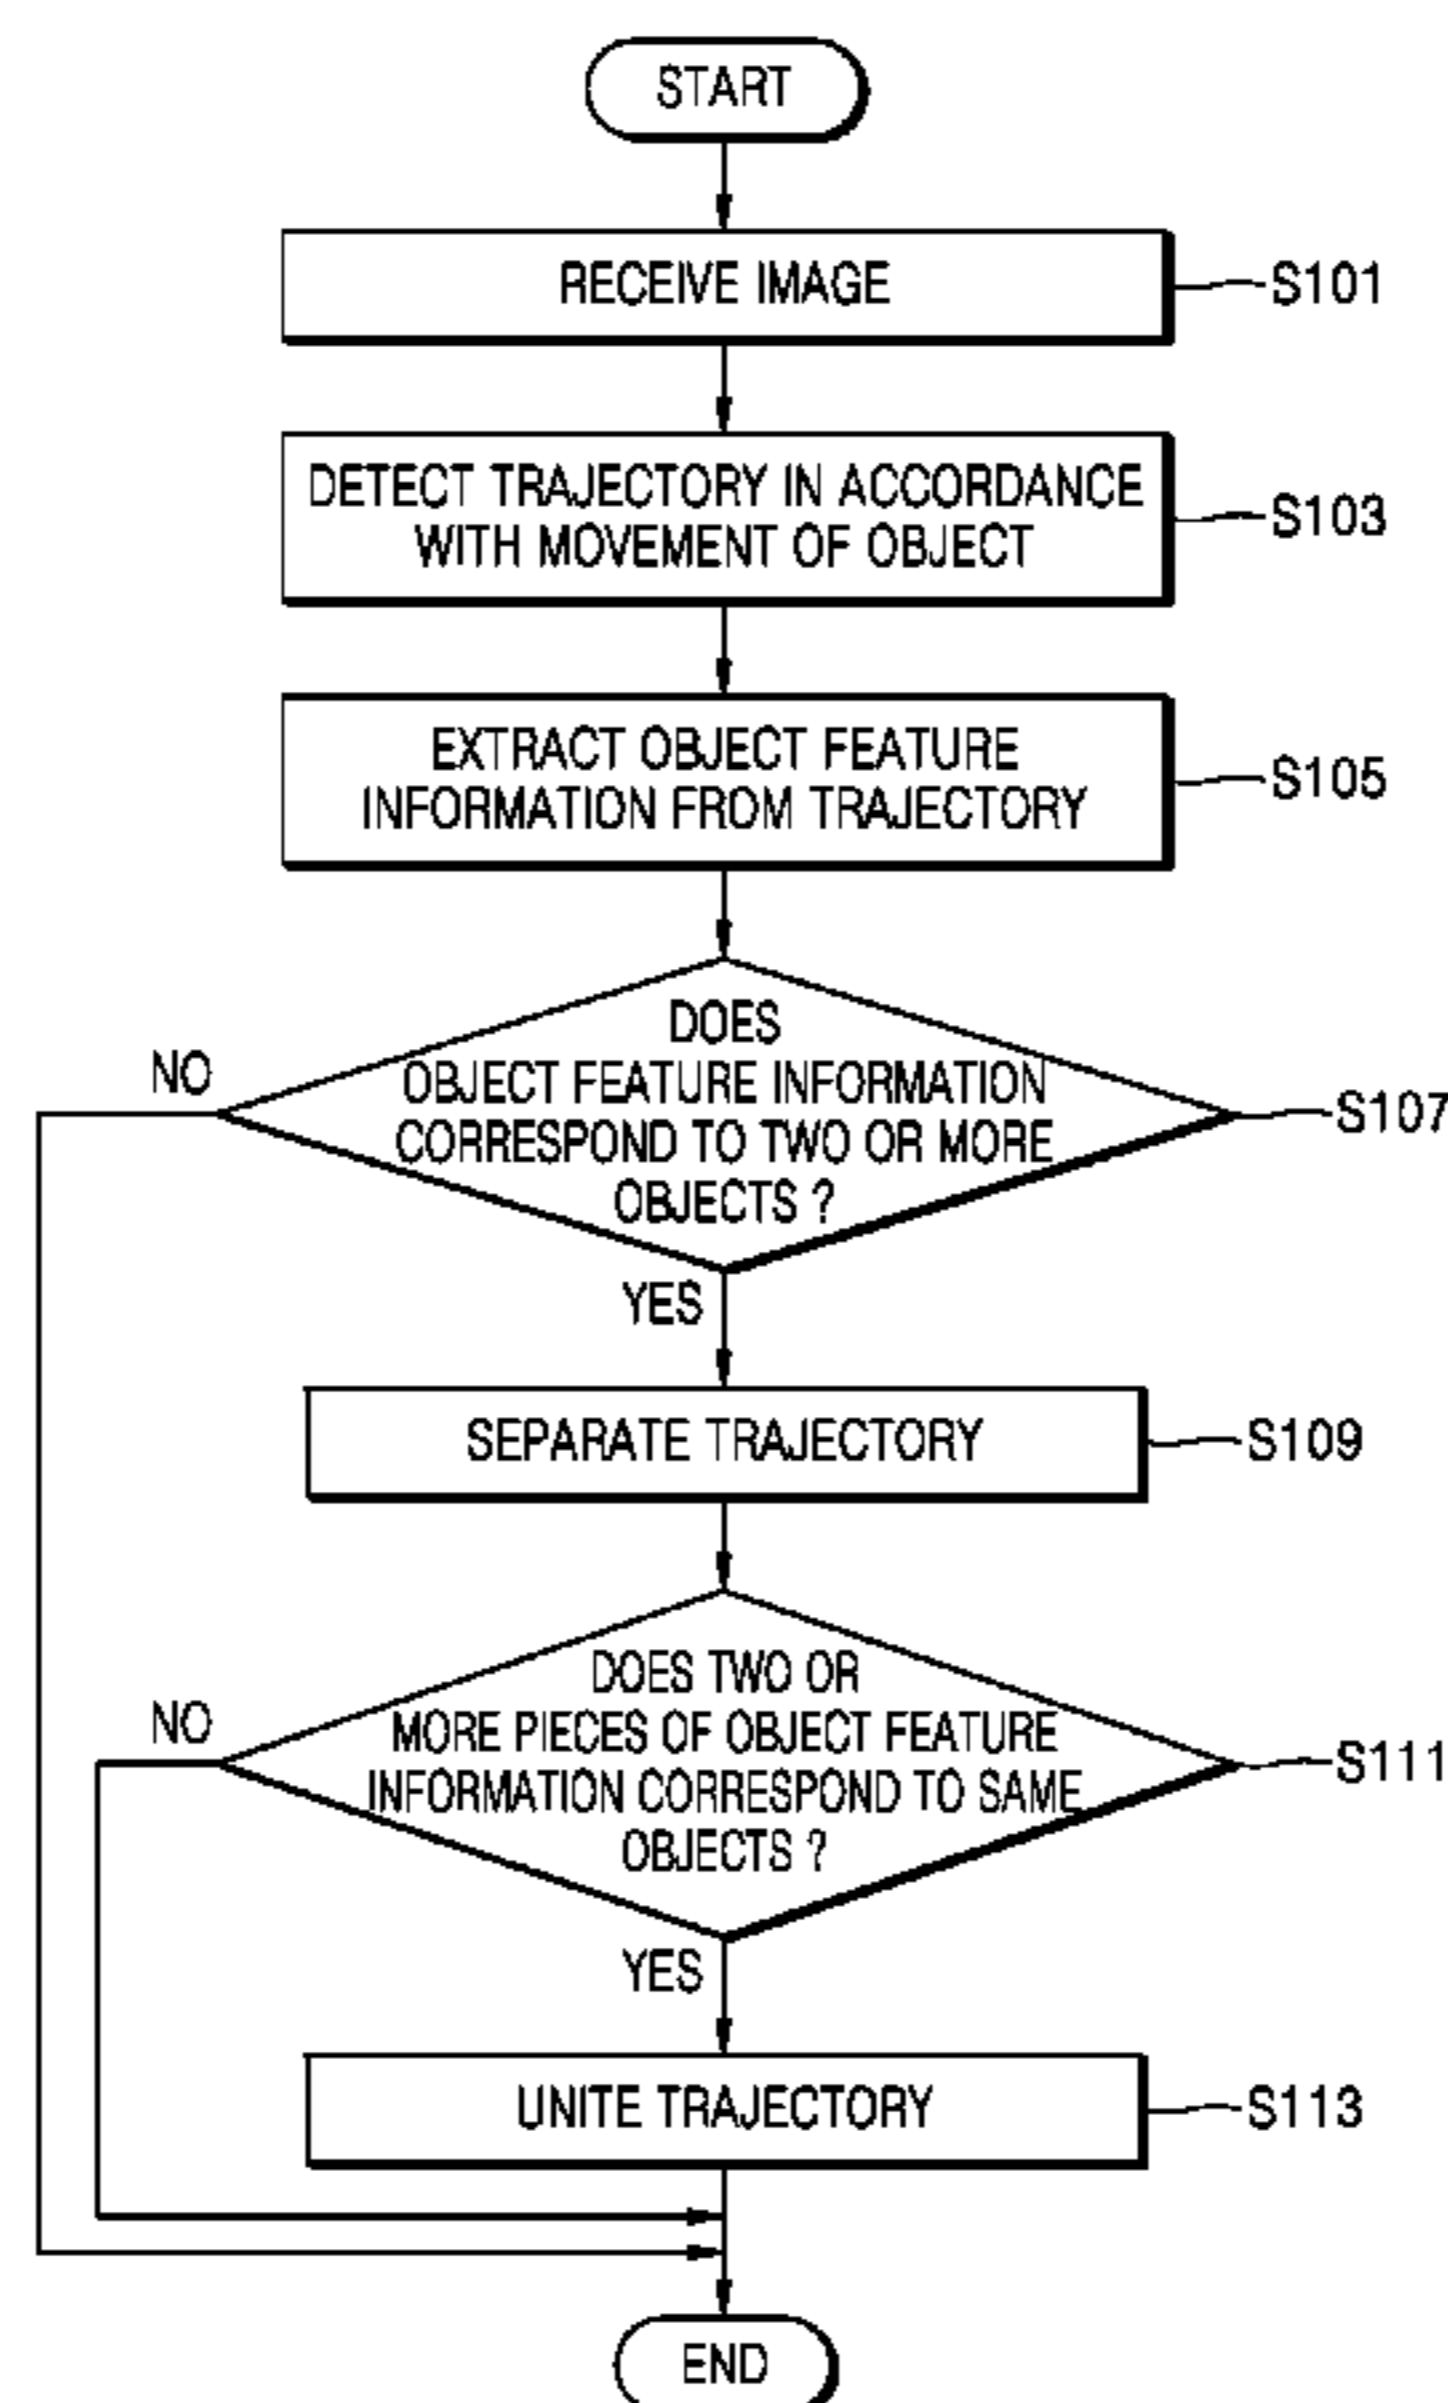 START
RECEIVE IMAGE
S101
DETECT TRAJECTORY IN ACCORDANCE
WITH MOVEMENT OF OBJECT
S103
EXTRACT OBJECT FEATURE
INFORMATION FROM TRAJECTORY
S105
DOES
OBJECT FEATURE INFORMATION
CORRESPOND TO TWO OR MORE
OBJECTS ?
NO
S107
YES
SEPARATE TRAJECTORY
S109
DOES TWO OR
MORE PIECES OF OBJECT FEATURE
INFORMATION CORRESPOND TO SAME
OBJECTS ?
NO
S111
YES
UNITE TRAJECTORY
S113
END